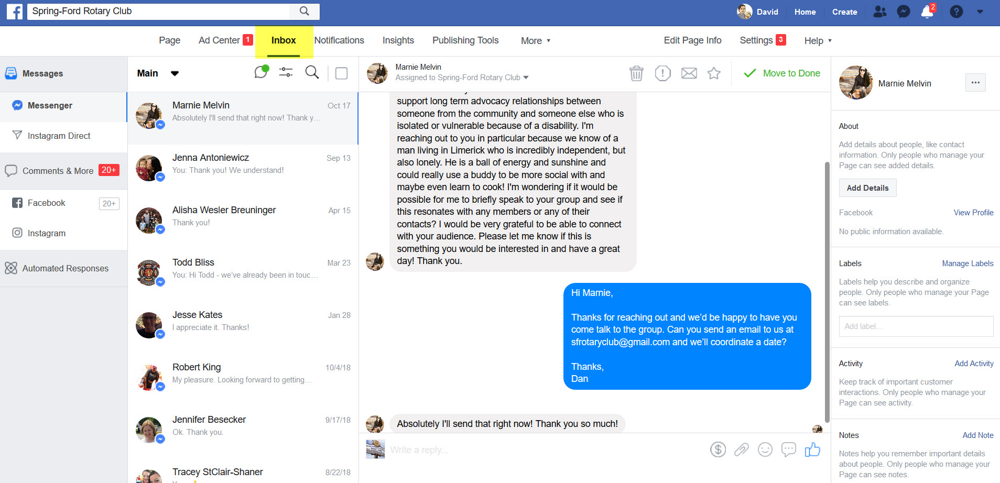 Spring-Ford Rotary Club
David
Home
Create
2
Page
Ad Center 1
Inbox
Notifications
Insights
Publishing Tools
More
Edit Page Info
Settings 3
Help
Messages
Messenger
Instagram Direct
Comments & More 20+
Facebook 20+
Instagram
Automated Responses
Main
Marnie Melvin Oct 17
Absolutely I'll send that right now! Thank y…
Jenna Antoniewicz Sep 13
You: Thank you! We understand!
Alisha Wesler Breuninger Apr 15
Thank you!
Todd Bliss Mar 23
You: Hi Todd - we've already been in touc…
Jesse Kates Jan 28
I appreciate it. Thanks!
Robert King 10/4/18
My pleasure. Looking forward to getting…
Jennifer Besecker 9/17/18
Ok. Thank you.
Tracey StClair-Shaner 8/22/18
Marnie Melvin
Assigned to Spring-Ford Rotary Club
Move to Done
support long term advocacy relationships between
someone from the community and someone else who is
isolated or vulnerable because of a disability. I'm
reaching out to you in particular because we know of a
man living in Limerick who is incredibly independent, but
also lonely. He is a ball of energy and sunshine and
could really use a buddy to be more social with and
maybe even learn to cook! I'm wondering if it would be
possible for me to briefly speak to your group and see if
this resonates with any members or any of their
contacts? I would be very grateful to be able to connect
with your audience. Please let me know if this is
something you would be interested in and have a great
day! Thank you.
Hi Marnie,
Thanks for reaching out and we'd be happy to have you
come talk to the group. Can you send an email to us at
sfrotaryclub@gmail.com and we'll coordinate a date?
Thanks,
Dan
Absolutely I'll send that right now! Thank you so much!
Write a reply...
Marnie Melvin
About
Add details about people, like contact
information. Only people who manage your
Page can see added details.
Add Details
Facebook View Profile
No public information available.
Labels Manage Labels
Labels help you describe and organize
people. Only people who manage your Page
can see labels.
Add label...
Activity Add Activity
Keep track of important customer
interactions. Only people who manage your
Page can see activity.
Notes Add Note
Notes help you remember important details
about people. Only people who manage your
Page can see notes.